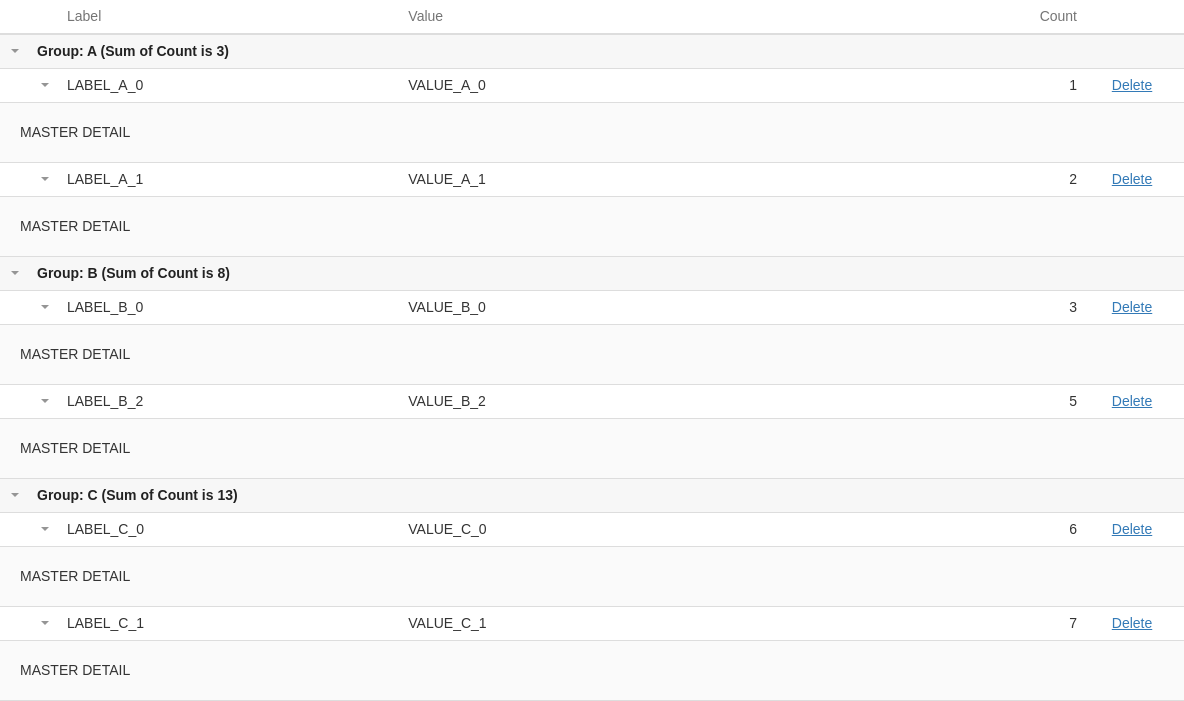 Label Value Count
Group: A (Sum of Count is 3)
LABEL_A_0 VALUE_A_0 1 Delete
MASTER DETAIL
LABEL_A_1 VALUE_A_1 2 Delete
MASTER DETAIL
Group: B (Sum of Count is 8)
LABEL_B_0 VALUE_B_0 3 Delete
MASTER DETAIL
LABEL_B_2 VALUE_B_2 5 Delete
MASTER DETAIL
Group: C (Sum of Count is 13)
LABEL_C_0 VALUE_C_0 6 Delete
MASTER DETAIL
LABEL_C_1 VALUE_C_1 7 Delete
MASTER DETAIL